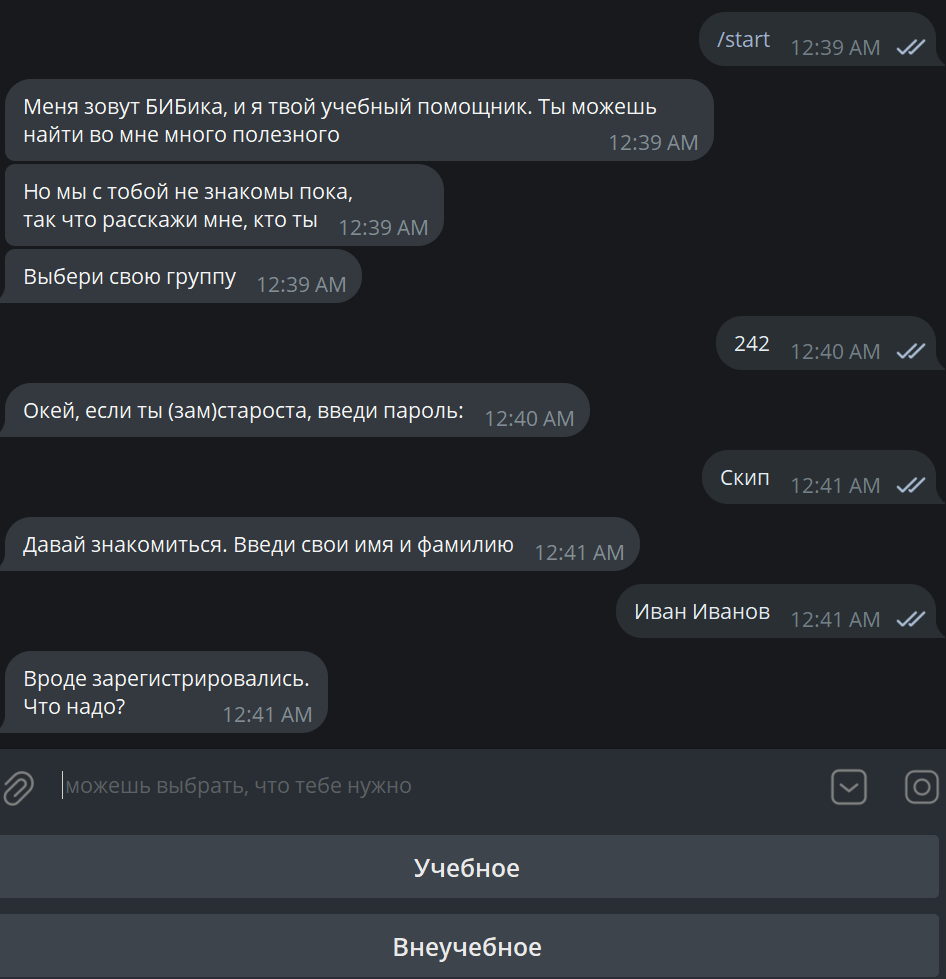 /start 12:39 AM
Меня зовут БИБика, и я твой учебный помощник. Ты можешь
найти во мне много полезного 12:39 AM
Но мы с тобой не знакомы пока,
так что расскажи мне, кто ты 12:39 AM
Выбери свою группу 12:39 AM
242 12:40 AM
Окей, если ты (зам)староста, введи пароль: 12:40 AM
Скип 12:41 AM
Давай знакомиться. Введи свои имя и фамилию 12:41 AM
Иван Иванов 12:41 AM
Вроде зарегистрировались.
Что надо? 12:41 AM
можешь выбрать, что тебе нужно
Учебное
Внеучебное